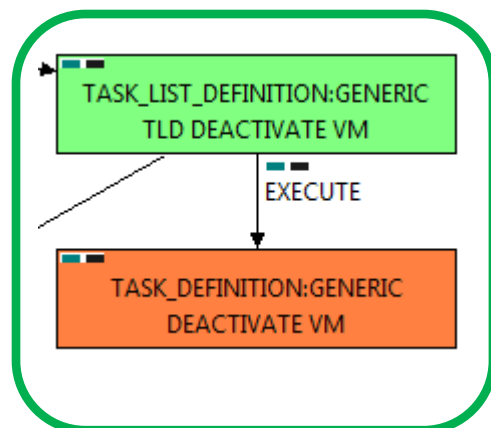 TASK_LIST_DEFINITION:GENERIC
TLD DEACTIVATE VM
EXECUTE
TASK_DEFINITION:GENERIC
DEACTIVATE VM